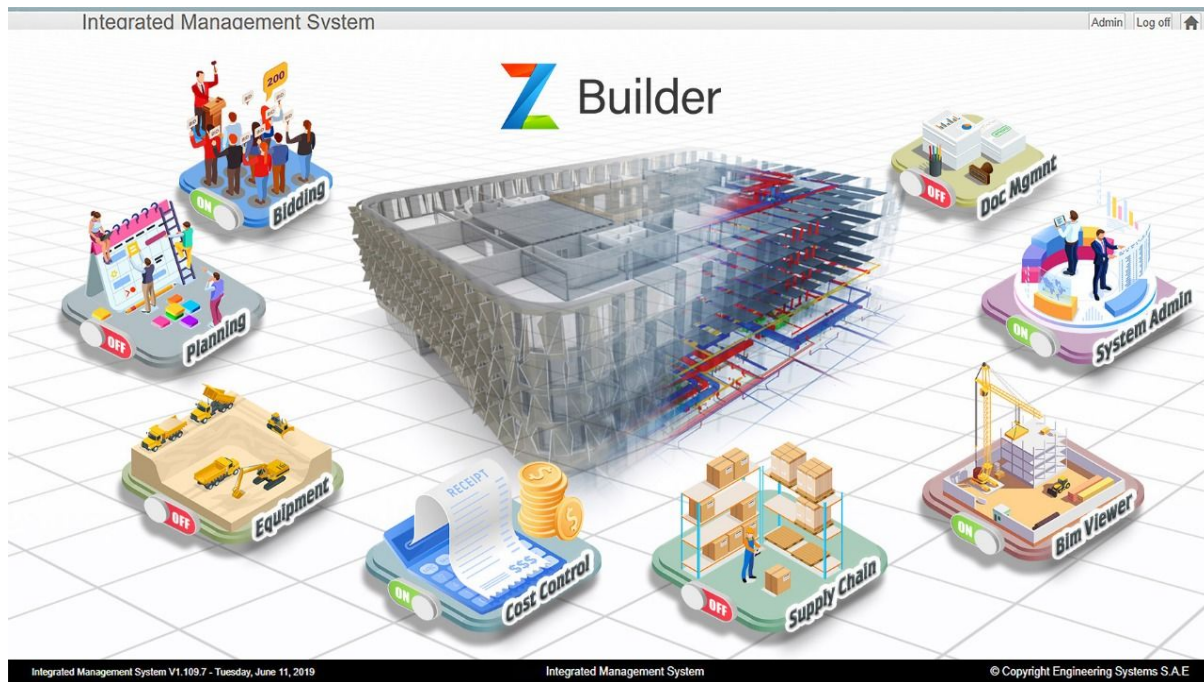 Integrated Management System
Admin
Log off
Z Builder
200
ON
Bidding
OFF
Doc Mgmnt
OFF
Planning
ON
System Admin
OFF
Equipment
RECEIPT
$$$
ON
Cost Control
OFF
Supply Chain
ON
Bim Viewer
Integrated Management System V1.109.7 - Tuesday, June 11, 2019
Integrated Management System
© Copyright Engineering Systems S.A.E